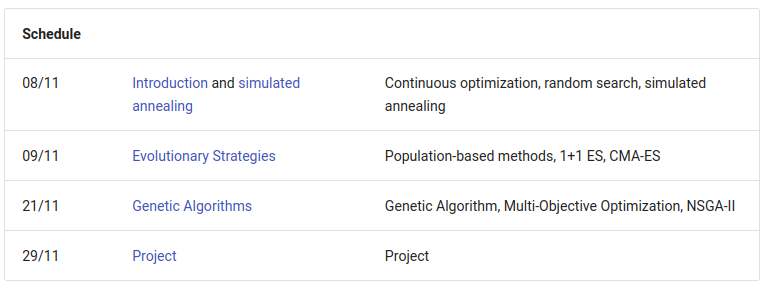 Schedule
08/11 Introduction and simulated Continuous optimization, random search, simulated
annealing annealing
09/11 Evolutionary Strategies Population-based methods, 1+1 ES, CMA-ES
21/11 Genetic Algorithms Genetic Algorithm, Multi-Objective Optimization, NSGA-II
29/11 Project Project